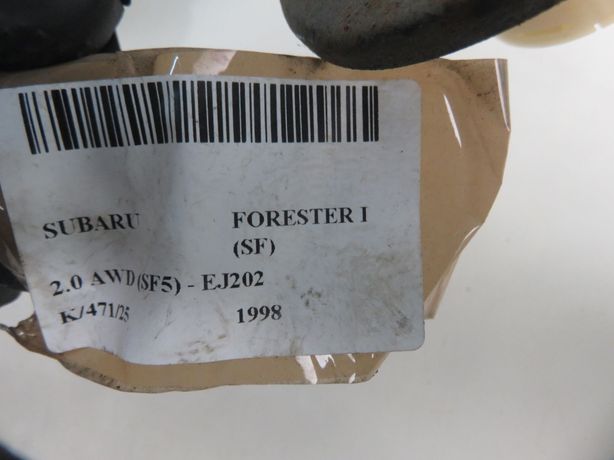 SUBARU FORESTER I
(SF)
2.0 AWD (SF5) - EJ202
K/471/25 1998